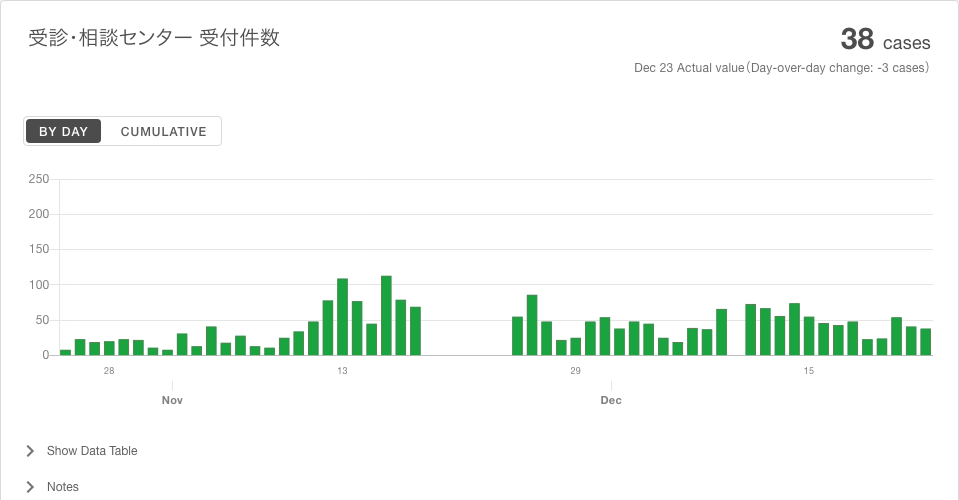 受診・相談センター 受付件数
38 cases
Dec 23 Actual value（Day-over-day change: -3 cases）
BY DAY CUMULATIVE
250
200
150
100
50
0
28 13 29 15
Nov Dec
Show Data Table
Notes